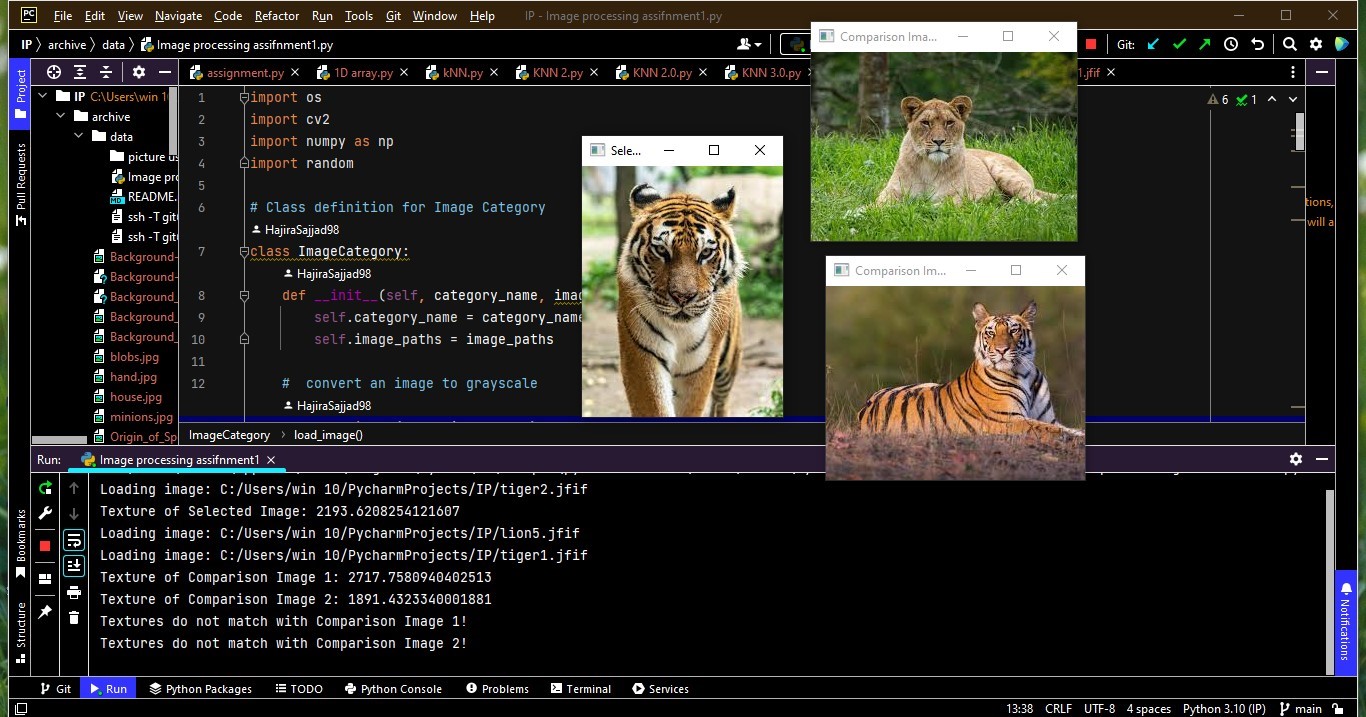 PC File Edit View Navigate Code Refactor Run Tools Git Window Help IP - Image processing assifnment1.py
IP archive data Image processing assifnment1.py Git:
assignment.py 1D array.py kNN.py KNN 2.py KNN 2.0.py KNN 3.0.py 1.jfif
Comparison Ima...
Sele...
Comparison Im...
Project
Pull Requests
Bookmarks
Structure
Notifications
IP C:\Users\win 10
archive
data
picture us
Image pro
README.
ssh -T git
ssh -T git
Background-
Background-
Background_
Background_
Background_
blobs.jpg
hand.jpg
house.jpg
minions.jpg
Origin_of_Sp
6 1
1 import os
2 import cv2
3 import numpy as np
4 import random
5
6 # Class definition for Image Category
HajiraSajjad98
7 class ImageCategory:
HajiraSajjad98
8 def __init__(self, category_name, imag
9 self.category_name = category_name
10 self.image_paths = image_paths
11
12 # convert an image to grayscale
HajiraSajjad98
tions,
will a
ImageCategory load_image()
Run: Image processing assifnment1
Loading image: C:/Users/win 10/PycharmProjects/IP/tiger2.jfif
Texture of Selected Image: 2193.6208254121607
Loading image: C:/Users/win 10/PycharmProjects/IP/lion5.jfif
Loading image: C:/Users/win 10/PycharmProjects/IP/tiger1.jfif
Texture of Comparison Image 1: 2717.7580940402513
Texture of Comparison Image 2: 1891.4323340001881
Textures do not match with Comparison Image 1!
Textures do not match with Comparison Image 2!
Git Run Python Packages TODO Python Console Problems Terminal Services
13:38 CRLF UTF-8 4 spaces Python 3.10 (IP) main